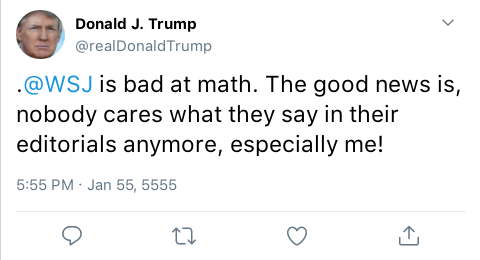 Donald J. Trump
@realDonaldTrump
.@WSJ is bad at math. The good news is,
nobody cares what they say in their
editorials anymore, especially me!
5:55 PM · Jan 55, 5555